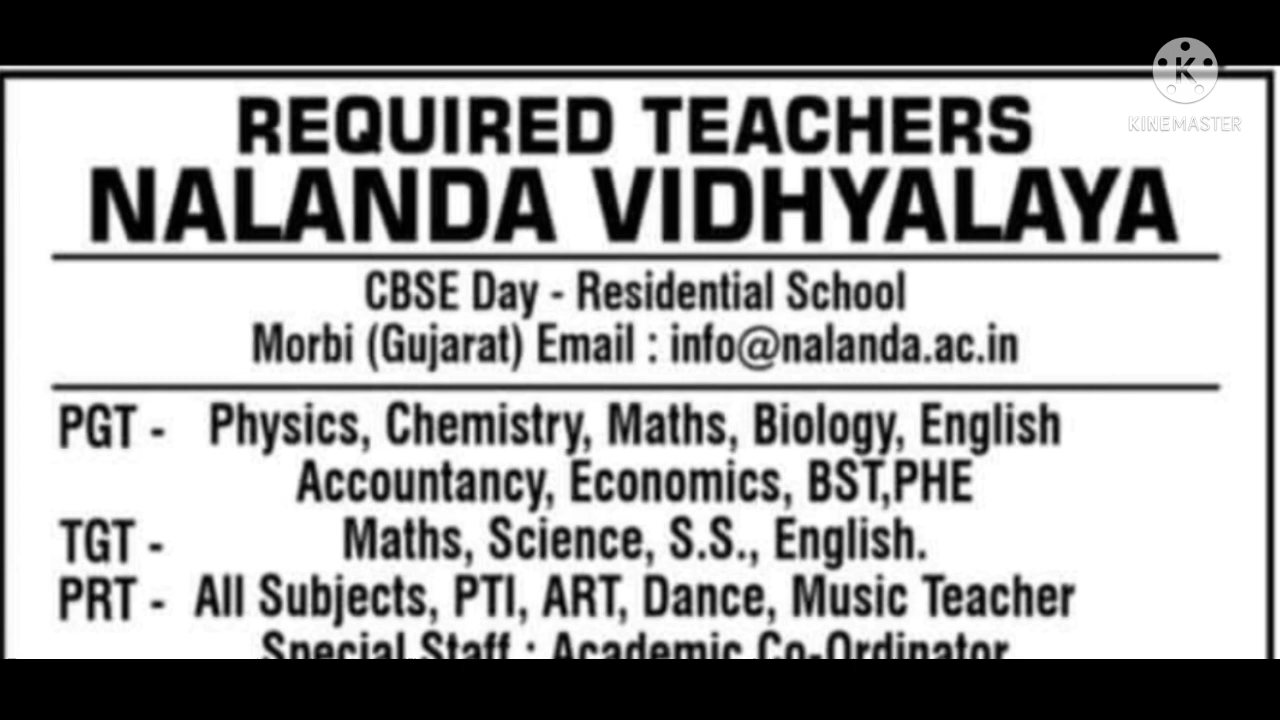 K
KINEMASTER
REQUIRED TEACHERS
NALANDA VIDHYALAYA
CBSE Day - Residential School
Morbi (Gujarat) Email : info@nalanda.ac.in
PGT - Physics, Chemistry, Maths, Biology, English
Accountancy, Economics, BST,PHE
TGT - Maths, Science, S.S., English.
PRT - All Subjects, PTI, ART, Dance, Music Teacher
Special Staff : Academic Co-Ordinator